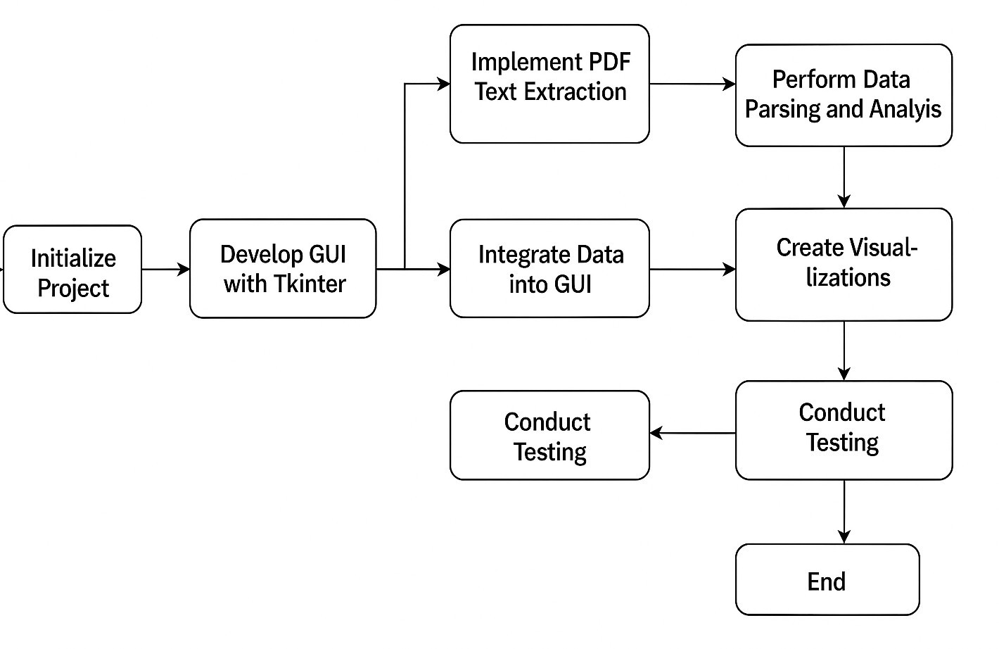 Implement PDF
Text Extraction
Perform Data
Parsing and Analyis
Initialize
Project
Develop GUI
with Tkinter
Integrate Data
into GUI
Create Visual-
lizations
Conduct
Testing
Conduct
Testing
End